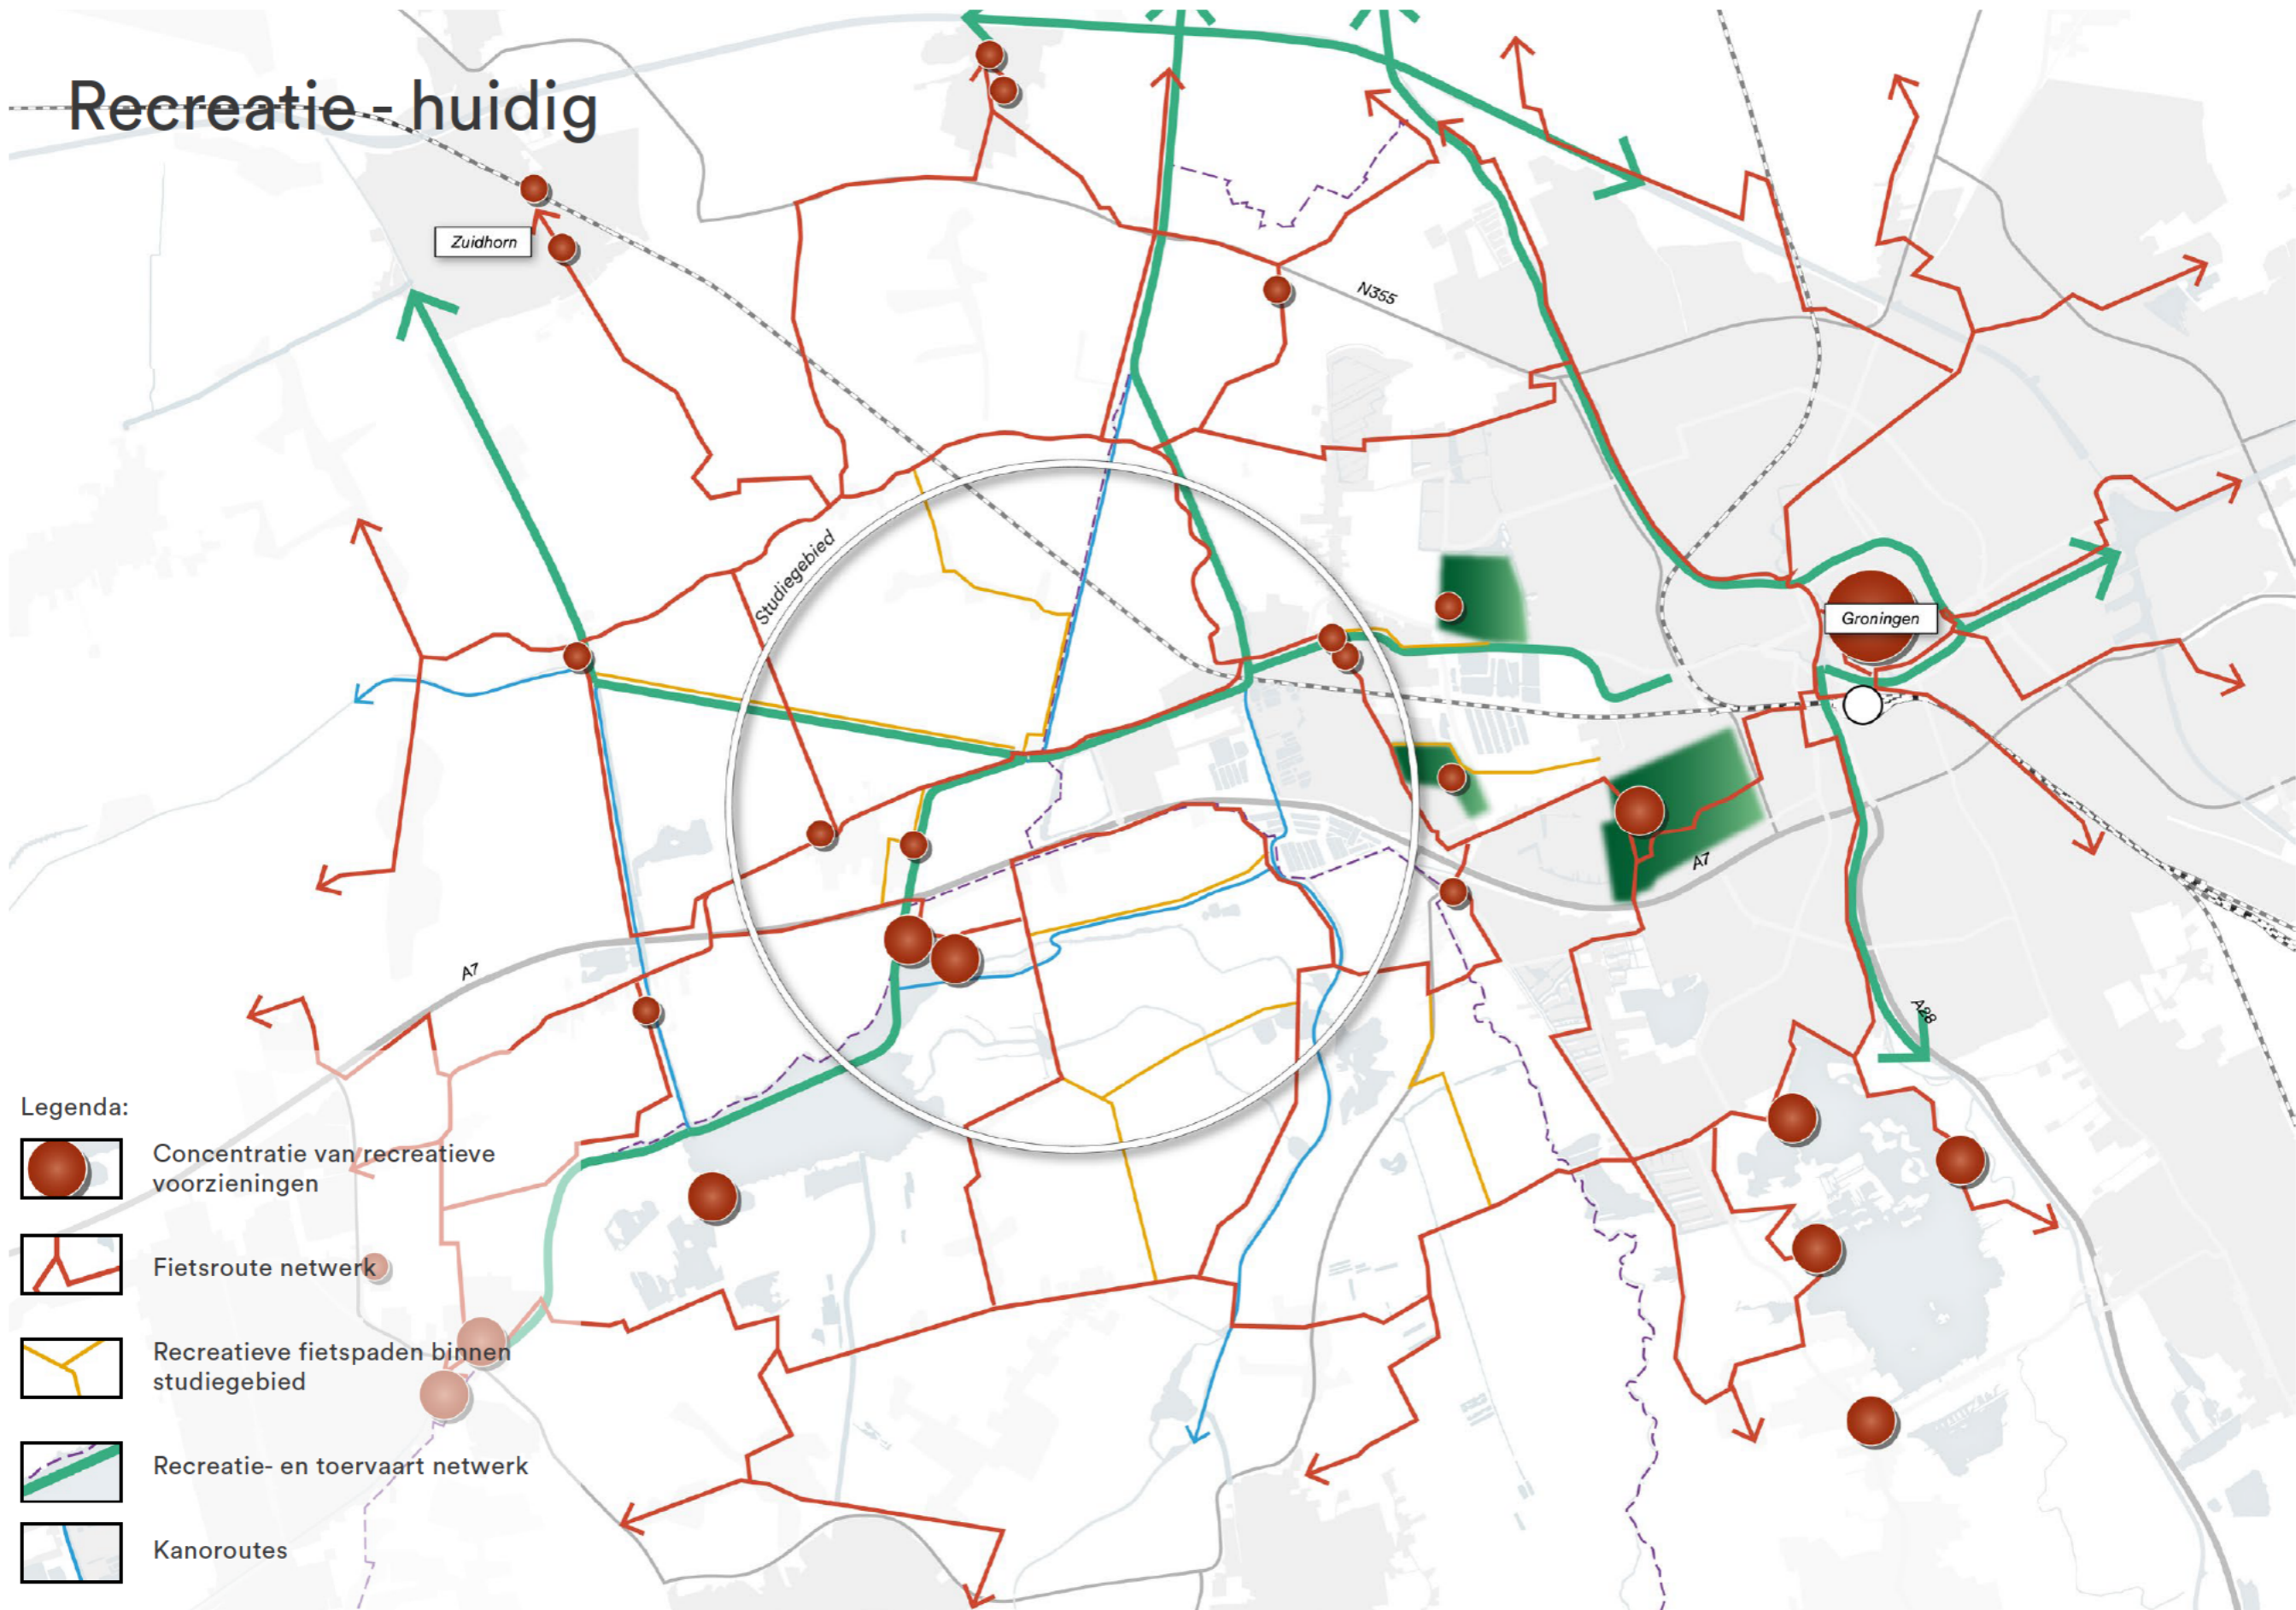 Recreatie - huidig
Zuidhorn
N355
Studiegebied
Groningen
A7
A7
A28
Legenda:
Concentratie van recreatieve
voorzieningen
Fietsroute netwerk
Recreatieve fietspaden binnen
studiegebied
Recreatie- en toervaart netwerk
Kanoroutes